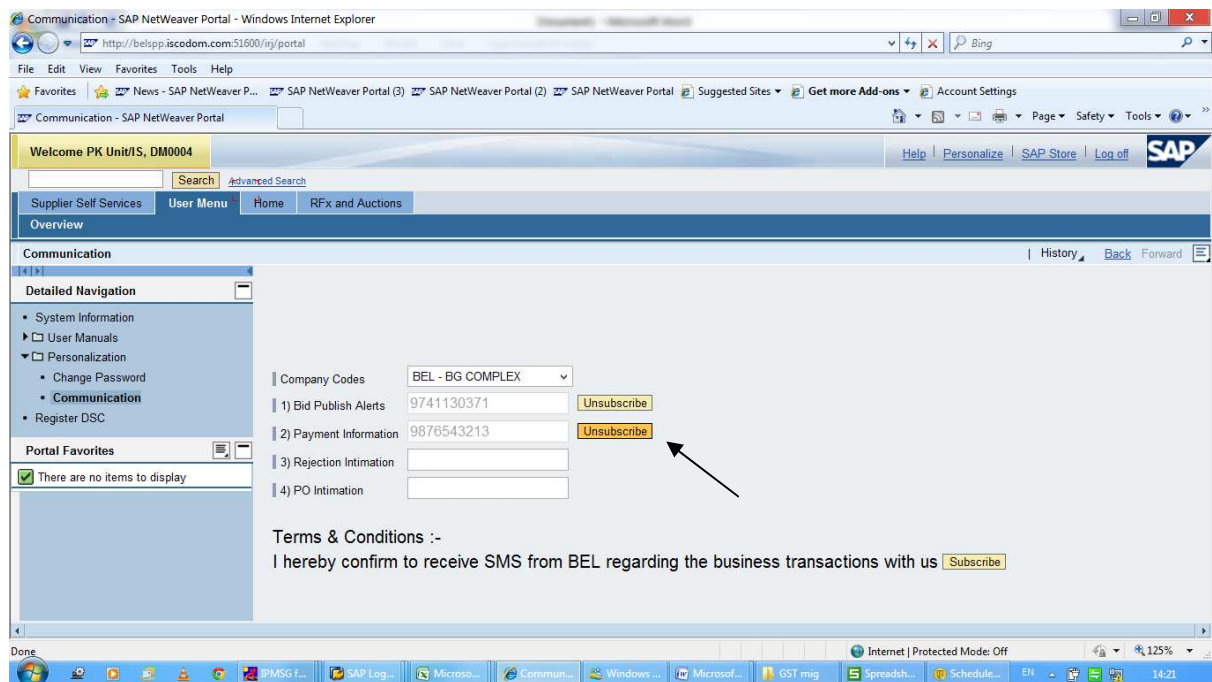 Communication - SAP NetWeaver Portal - Windows Internet Explorer
http://belspp.iscodom.com:51600/irj/portal
Bing
File Edit View Favorites Tools Help
Favorites News - SAP NetWeaver P... SAP NetWeaver Portal (3) SAP NetWeaver Portal (2) SAP NetWeaver Portal Suggested Sites Get more Add-ons Account Settings
Communication - SAP NetWeaver Portal Page Safety Tools
Welcome PK Unit/IS, DM0004 Help Personalize SAP Store Log off SAP
Search Advanced Search
Supplier Self Services User Menu Home RFx and Auctions
Overview
Communication | History Back Forward
Detailed Navigation
System Information
User Manuals
Personalization
Change Password
Communication
Register DSC
Portal Favorites
There are no items to display
Company Codes BEL - BG COMPLEX
1) Bid Publish Alerts 9741130371 Unsubscribe
2) Payment Information 9876543213 Unsubscribe
3) Rejection Intimation
4) PO Intimation
Terms & Conditions :-
I hereby confirm to receive SMS from BEL regarding the business transactions with us Subscribe
Done Internet | Protected Mode: Off 125%
IPMSG f... SAP Log... Microso... Commun... Windows ... Microsof... GST mig Spreadsh... Schedule... EN 14:21